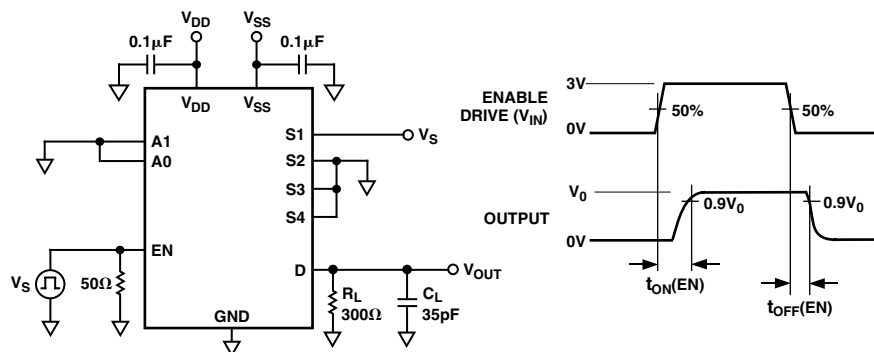 V_DD
V_SS
0.1μF
0.1μF
V_DD
V_SS
A1
A0
S1
V_S
S2
S3
S4
EN
V_S
50Ω
D
V_OUT
R_L
300Ω
C_L
35pF
GND
3V
ENABLE
DRIVE (V_IN)
50%
50%
0V
V_0
0.9V_0
0.9V_0
OUTPUT
0V
t_ON(EN)
t_OFF(EN)